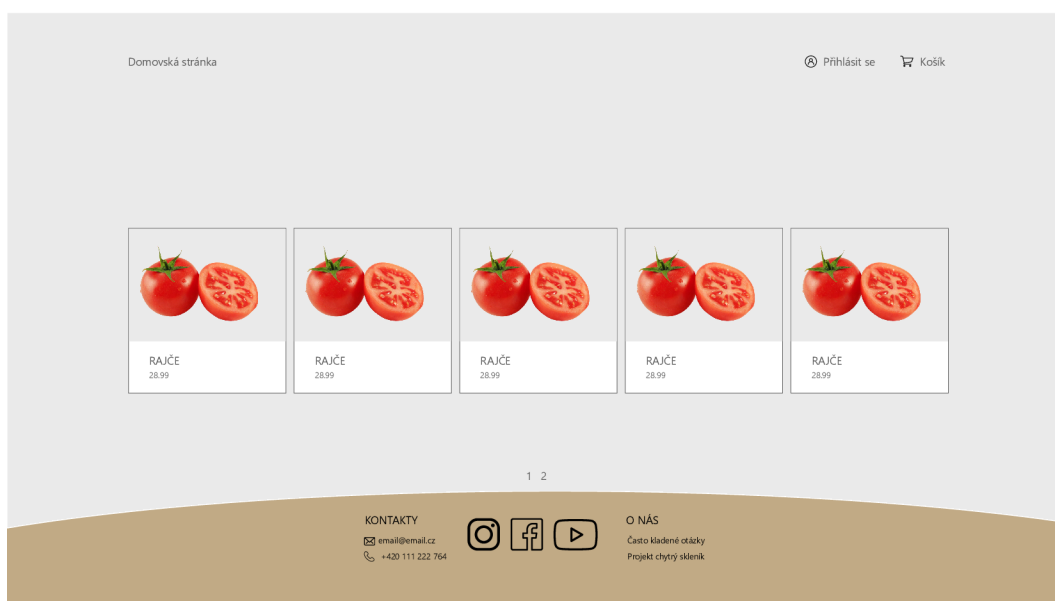 Domovská stránka
Přihlásit se
Košík
RAJČE
28.99
RAJČE
28.99
RAJČE
28.99
RAJČE
28.99
RAJČE
28.99
1 2
KONTAKTY
email@email.cz
+420 111 222 764
O NÁS
Často kladené otázky
Projekt chytrý skleník